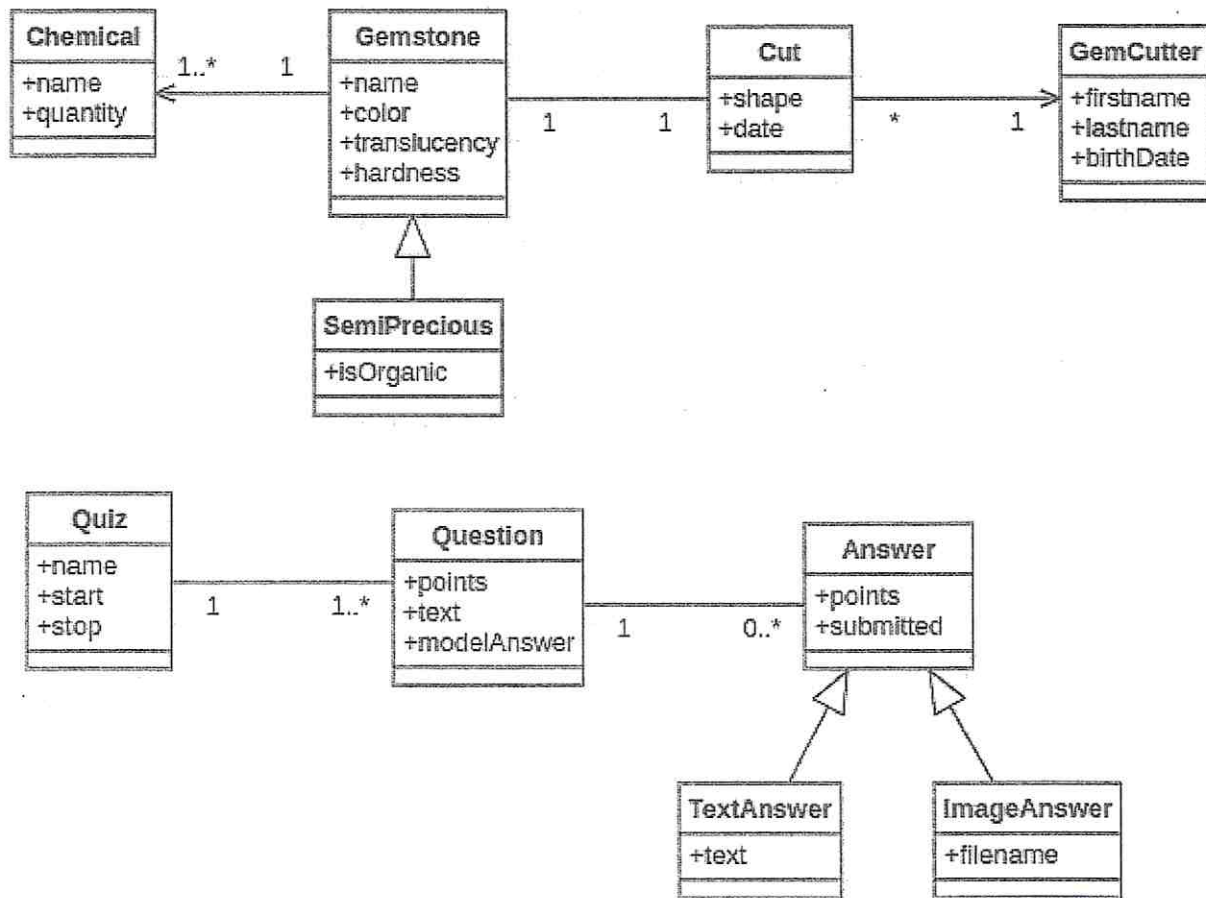 Chemical
+name
+quantity
1..*
1
Gemstone
+name
+color
+translucency
+hardness
1
1
Cut
+shape
+date
*
1
GemCutter
+firstname
+lastname
+birthDate
SemiPrecious
+isOrganic
Quiz
+name
+start
+stop
1
1..*
Question
+points
+text
+modelAnswer
1
0..*
Answer
+points
+submitted
TextAnswer
+text
ImageAnswer
+filename